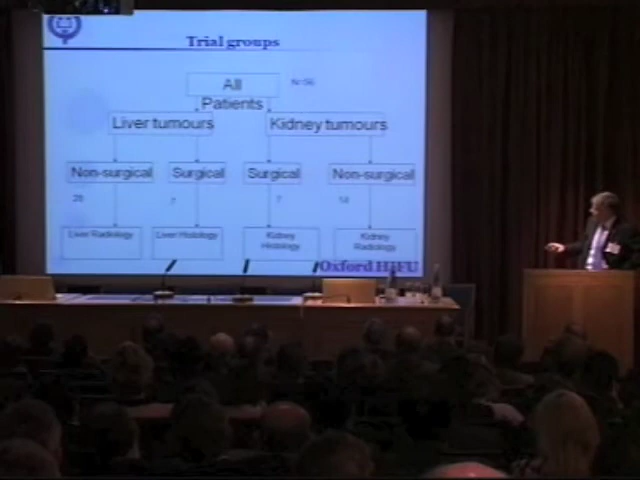 Trial groups
All
Patients
Liver tumours
Kidney tumours
Non-surgical
Surgical
Surgical
Non-surgical
Liver Radiology
Liver Histology
Kidney
Histology
Kidney
Radiology
Oxford HIFU